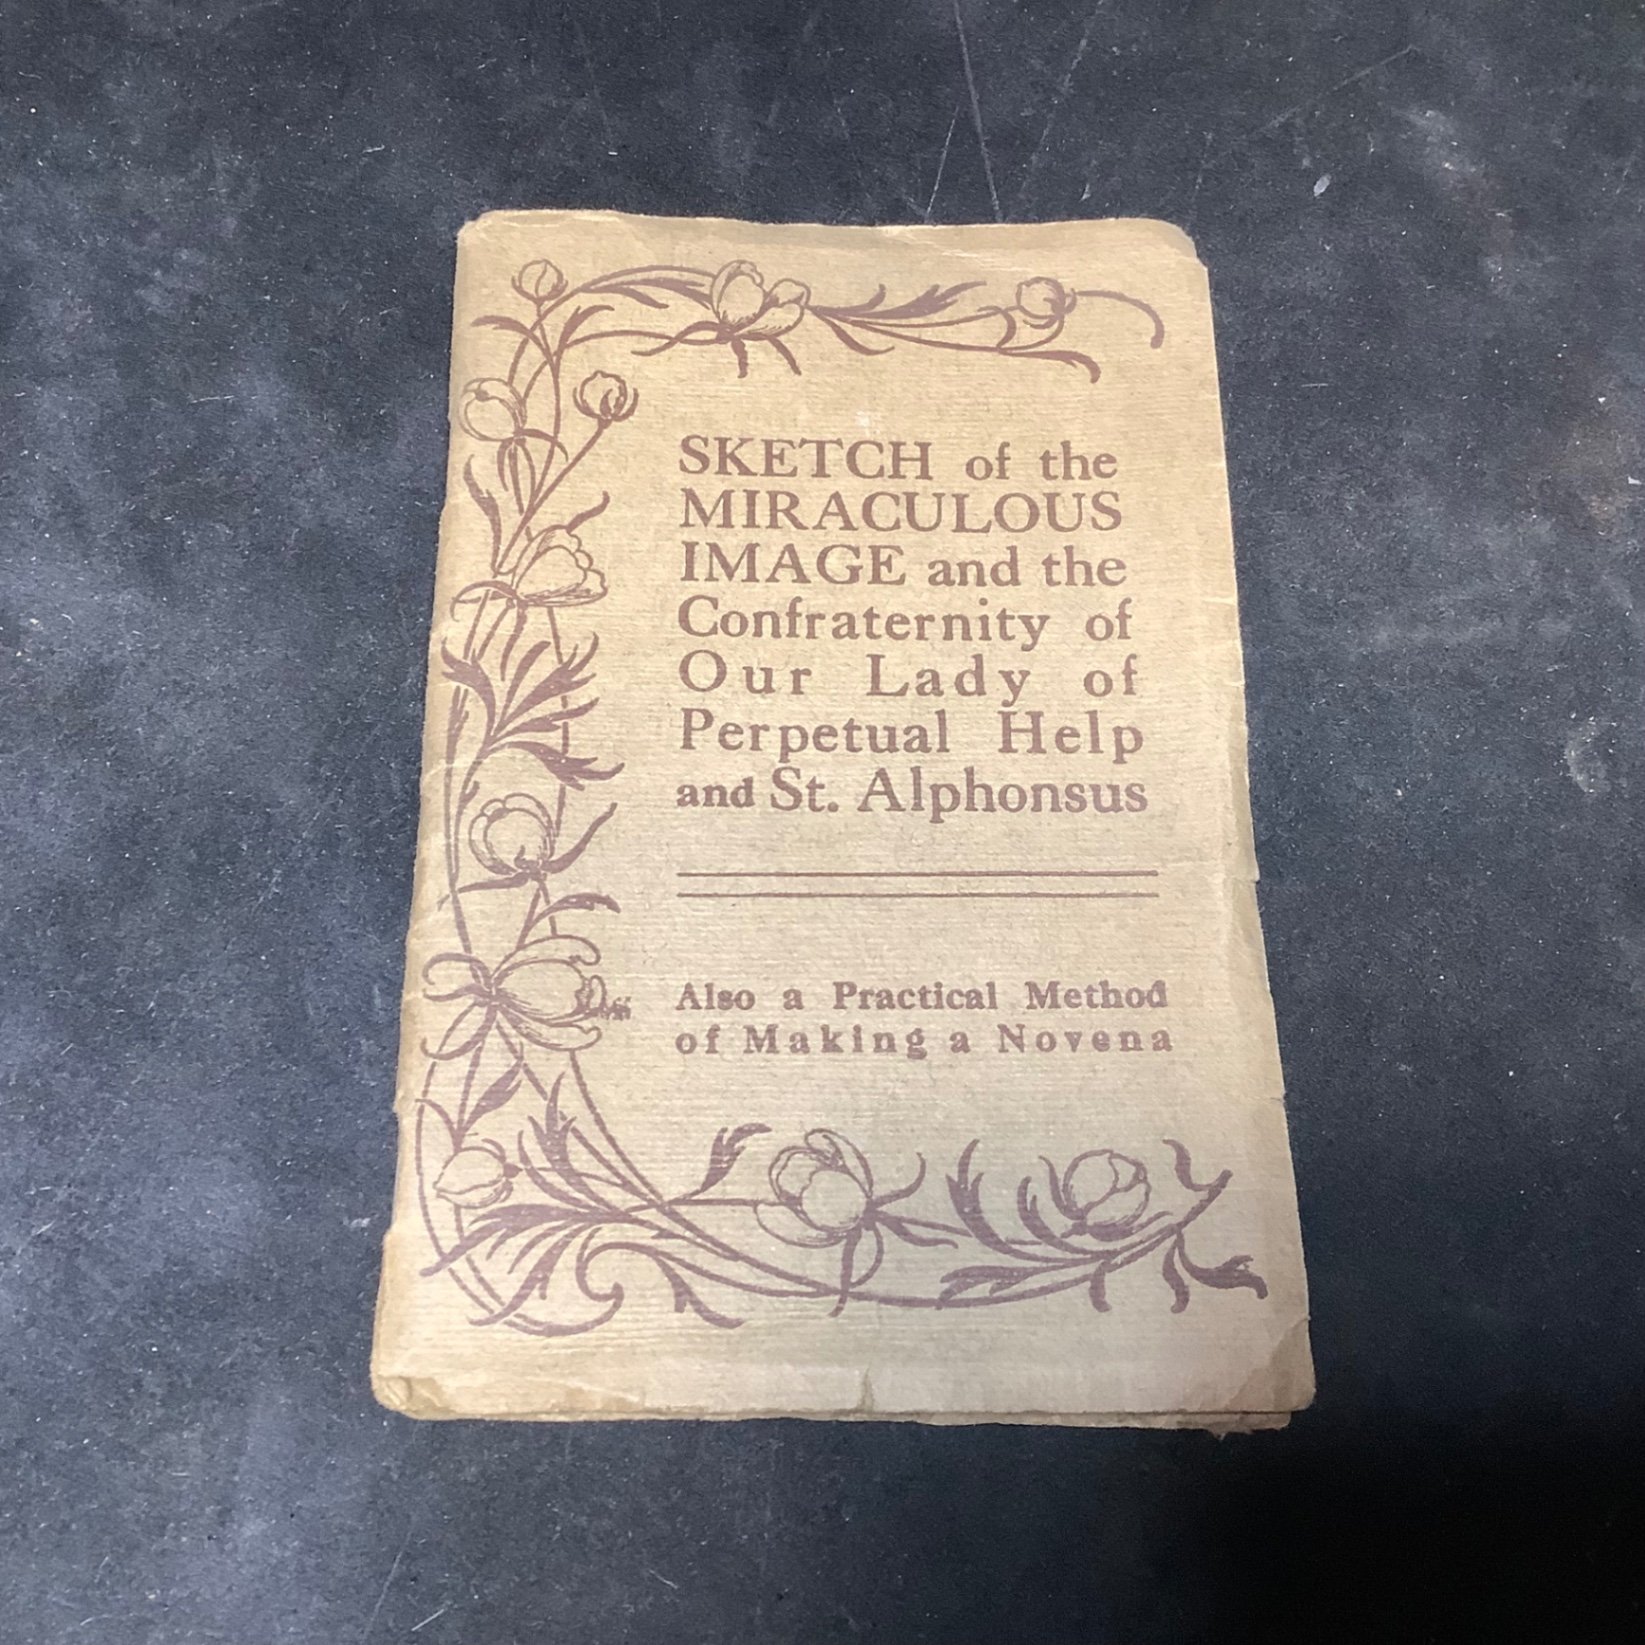 SKETCH of the
MIRACULOUS
IMAGE and the
Confraternity of
Our Lady of
Perpetual Help
and St. Alphonsus
Also a Practical Method
of Making a Novena